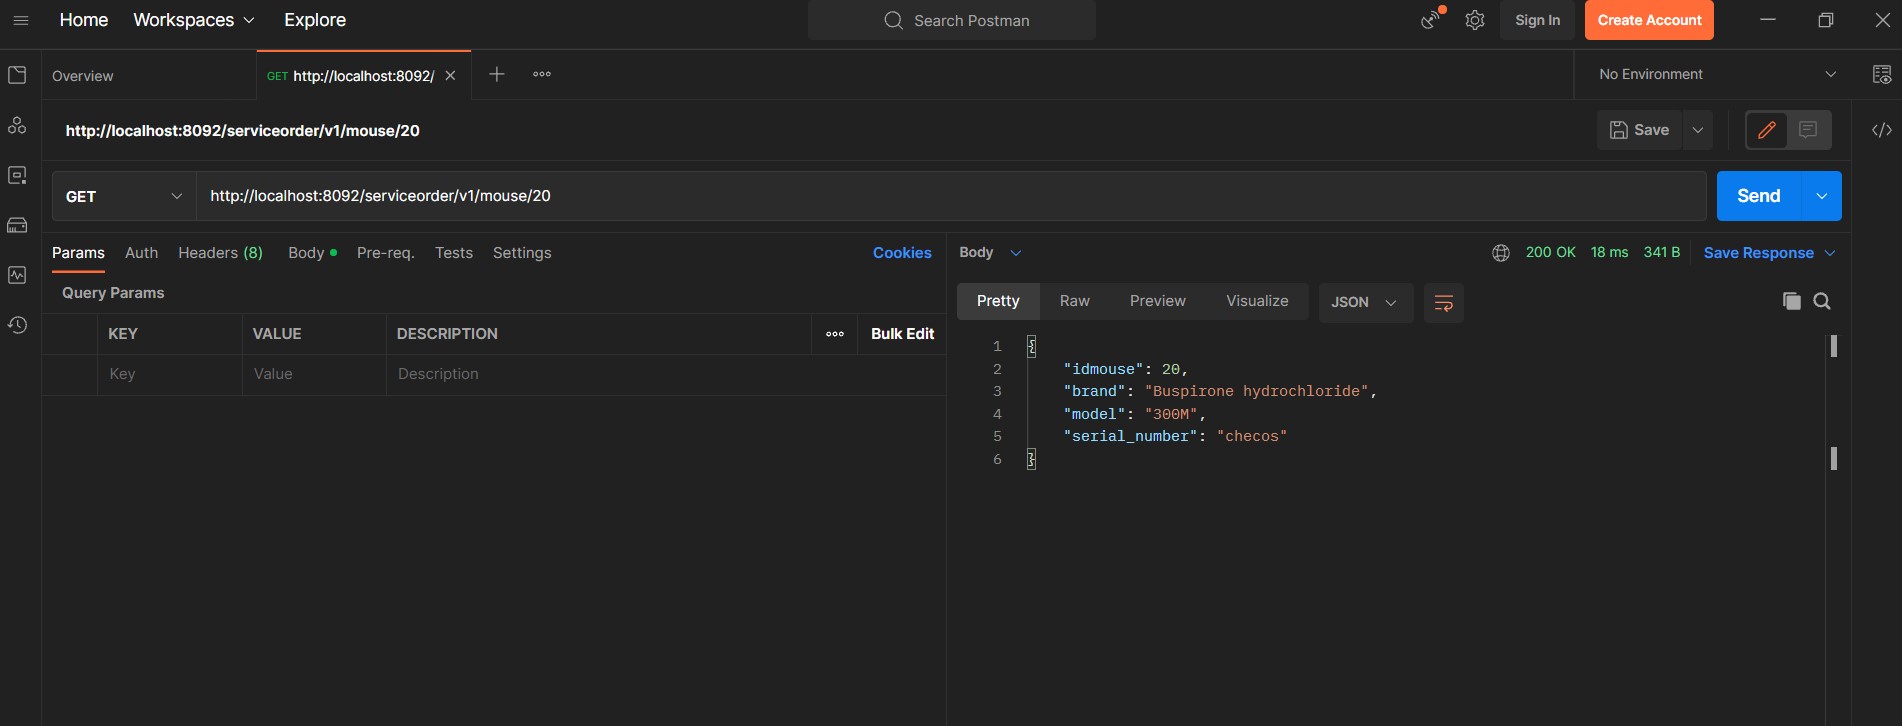 Home Workspaces Explore Search Postman Sign In Create Account
Overview GET http://localhost:8092/ No Environment
http://localhost:8092/serviceorder/v1/mouse/20 Save
GET http://localhost:8092/serviceorder/v1/mouse/20 Send
Params Auth Headers (8) Body Pre-req. Tests Settings Cookies
Body 200 OK 18 ms 341 B Save Response
Query Params
KEY VALUE DESCRIPTION Bulk Edit
Key Value Description
Pretty Raw Preview Visualize JSON
1 {
2 "idmouse": 20,
3 "brand": "Buspirone hydrochloride",
4 "model": "300M",
5 "serial_number": "checos"
6 }